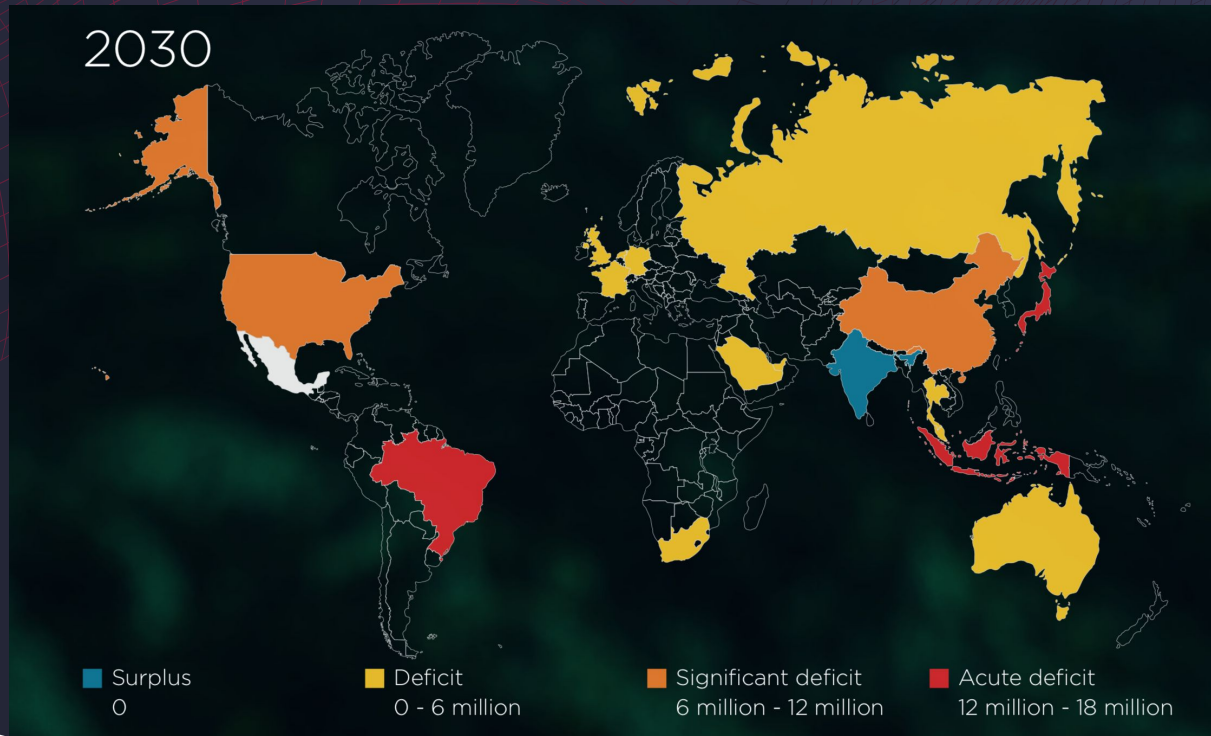 2030
Surplus
0
Deficit
0 - 6 million
Significant deficit
6 million - 12 million
Acute deficit
12 million - 18 million